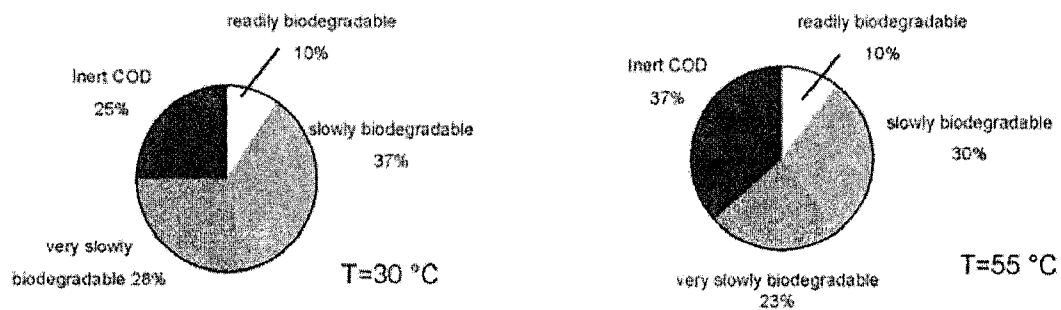 readily biodegradable
10%
Inert COD
25%
slowly biodegradable
37%
very slowly
biodegradable 28%
T=30 °C
readily biodegradable
10%
Inert COD
37%
slowly biodegradable
30%
very slowly biodegradable
23%
T=55 °C